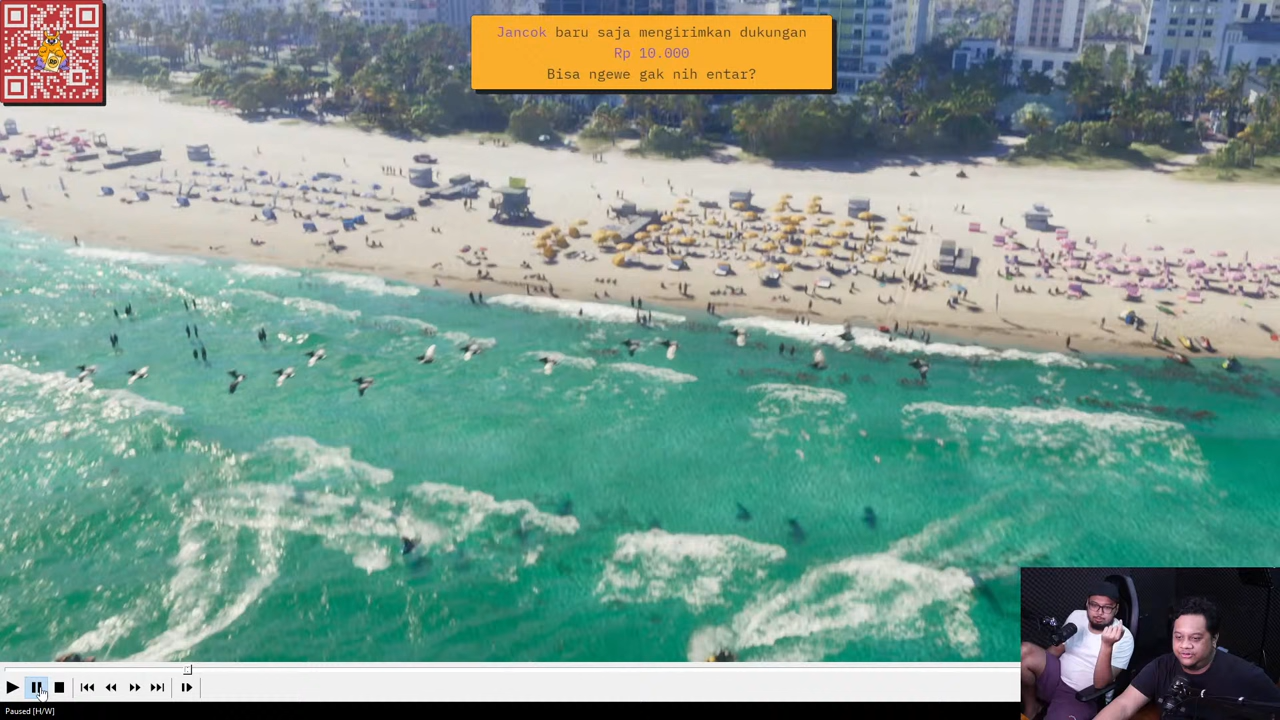 Jancok baru saja mengirimkan dukungan
Rp 10.000
Bisa ngewe gak nih entar?
Paused [H/W]